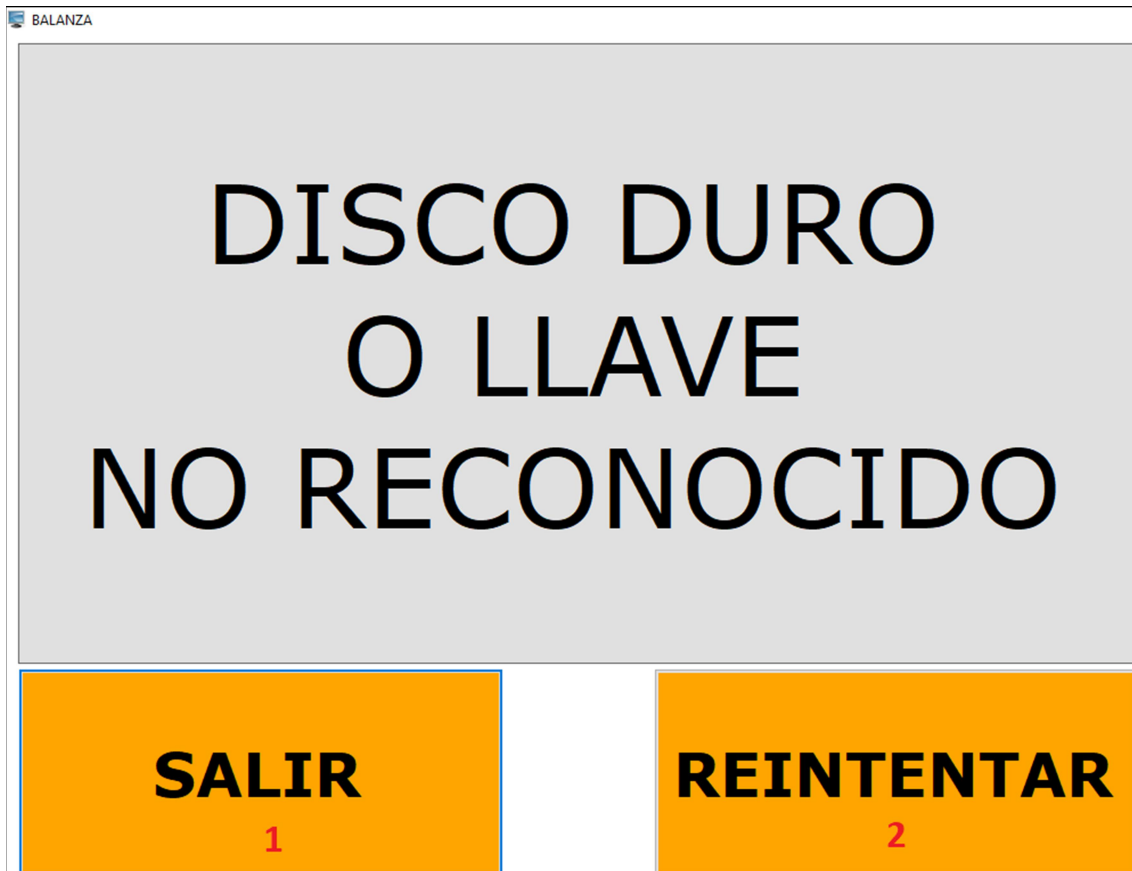 BALANZA
DISCO DURO
O LLAVE
NO RECONOCIDO
SALIR
1
REINTENTAR
2